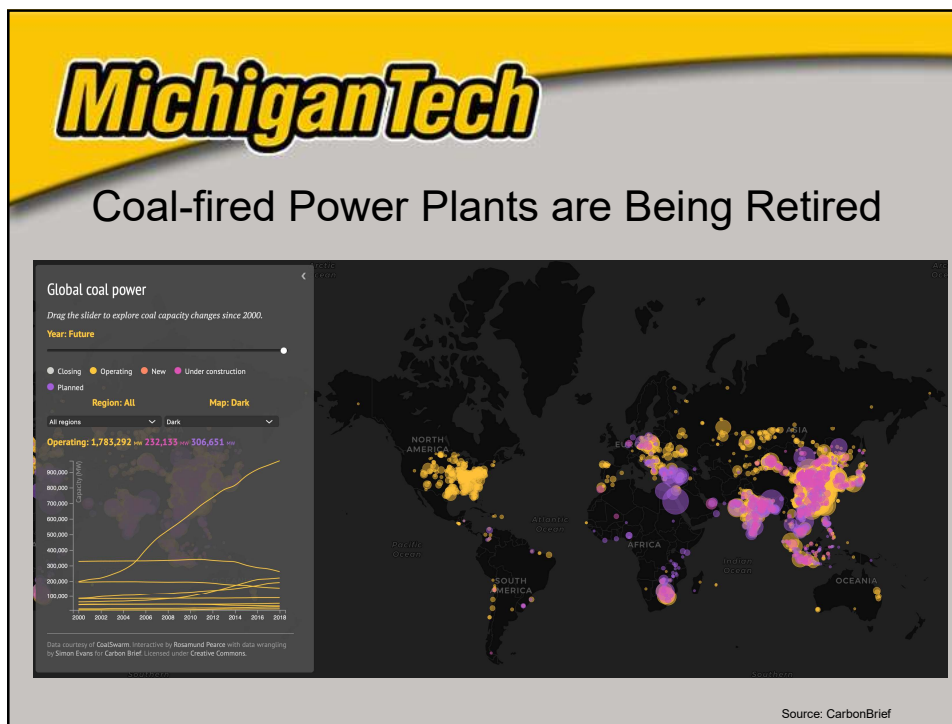 MichiganTech
Coal-fired Power Plants are Being Retired
Global coal power
Drag the slider to explore coal capacity changes since 2000.
Year: Future
Closing Operating New Under construction
Planned
Region: All Map: Dark
All regions Dark
Operating: 1,783,292 MW 232,133 MW 306,651 MW
Capacity (MW)
900,000
800,000
700,000
600,000
500,000
400,000
300,000
200,000
100,000
2000 2002 2004 2006 2008 2010 2012 2014 2016 2018
Data courtesy of CoalSwarm. Interactive by Rosamund Pearce with data wrangling
by Simon Evans for Carbon Brief. Licensed under Creative Commons.
Ocean
NORTH
AMERICA
ASIA
Atlantic
Ocean
Pacific
Ocean
AFRICA
Indian
Ocean
SOUTH
AMERICA
OCEANIA
Southern
Southern
Source: CarbonBrief